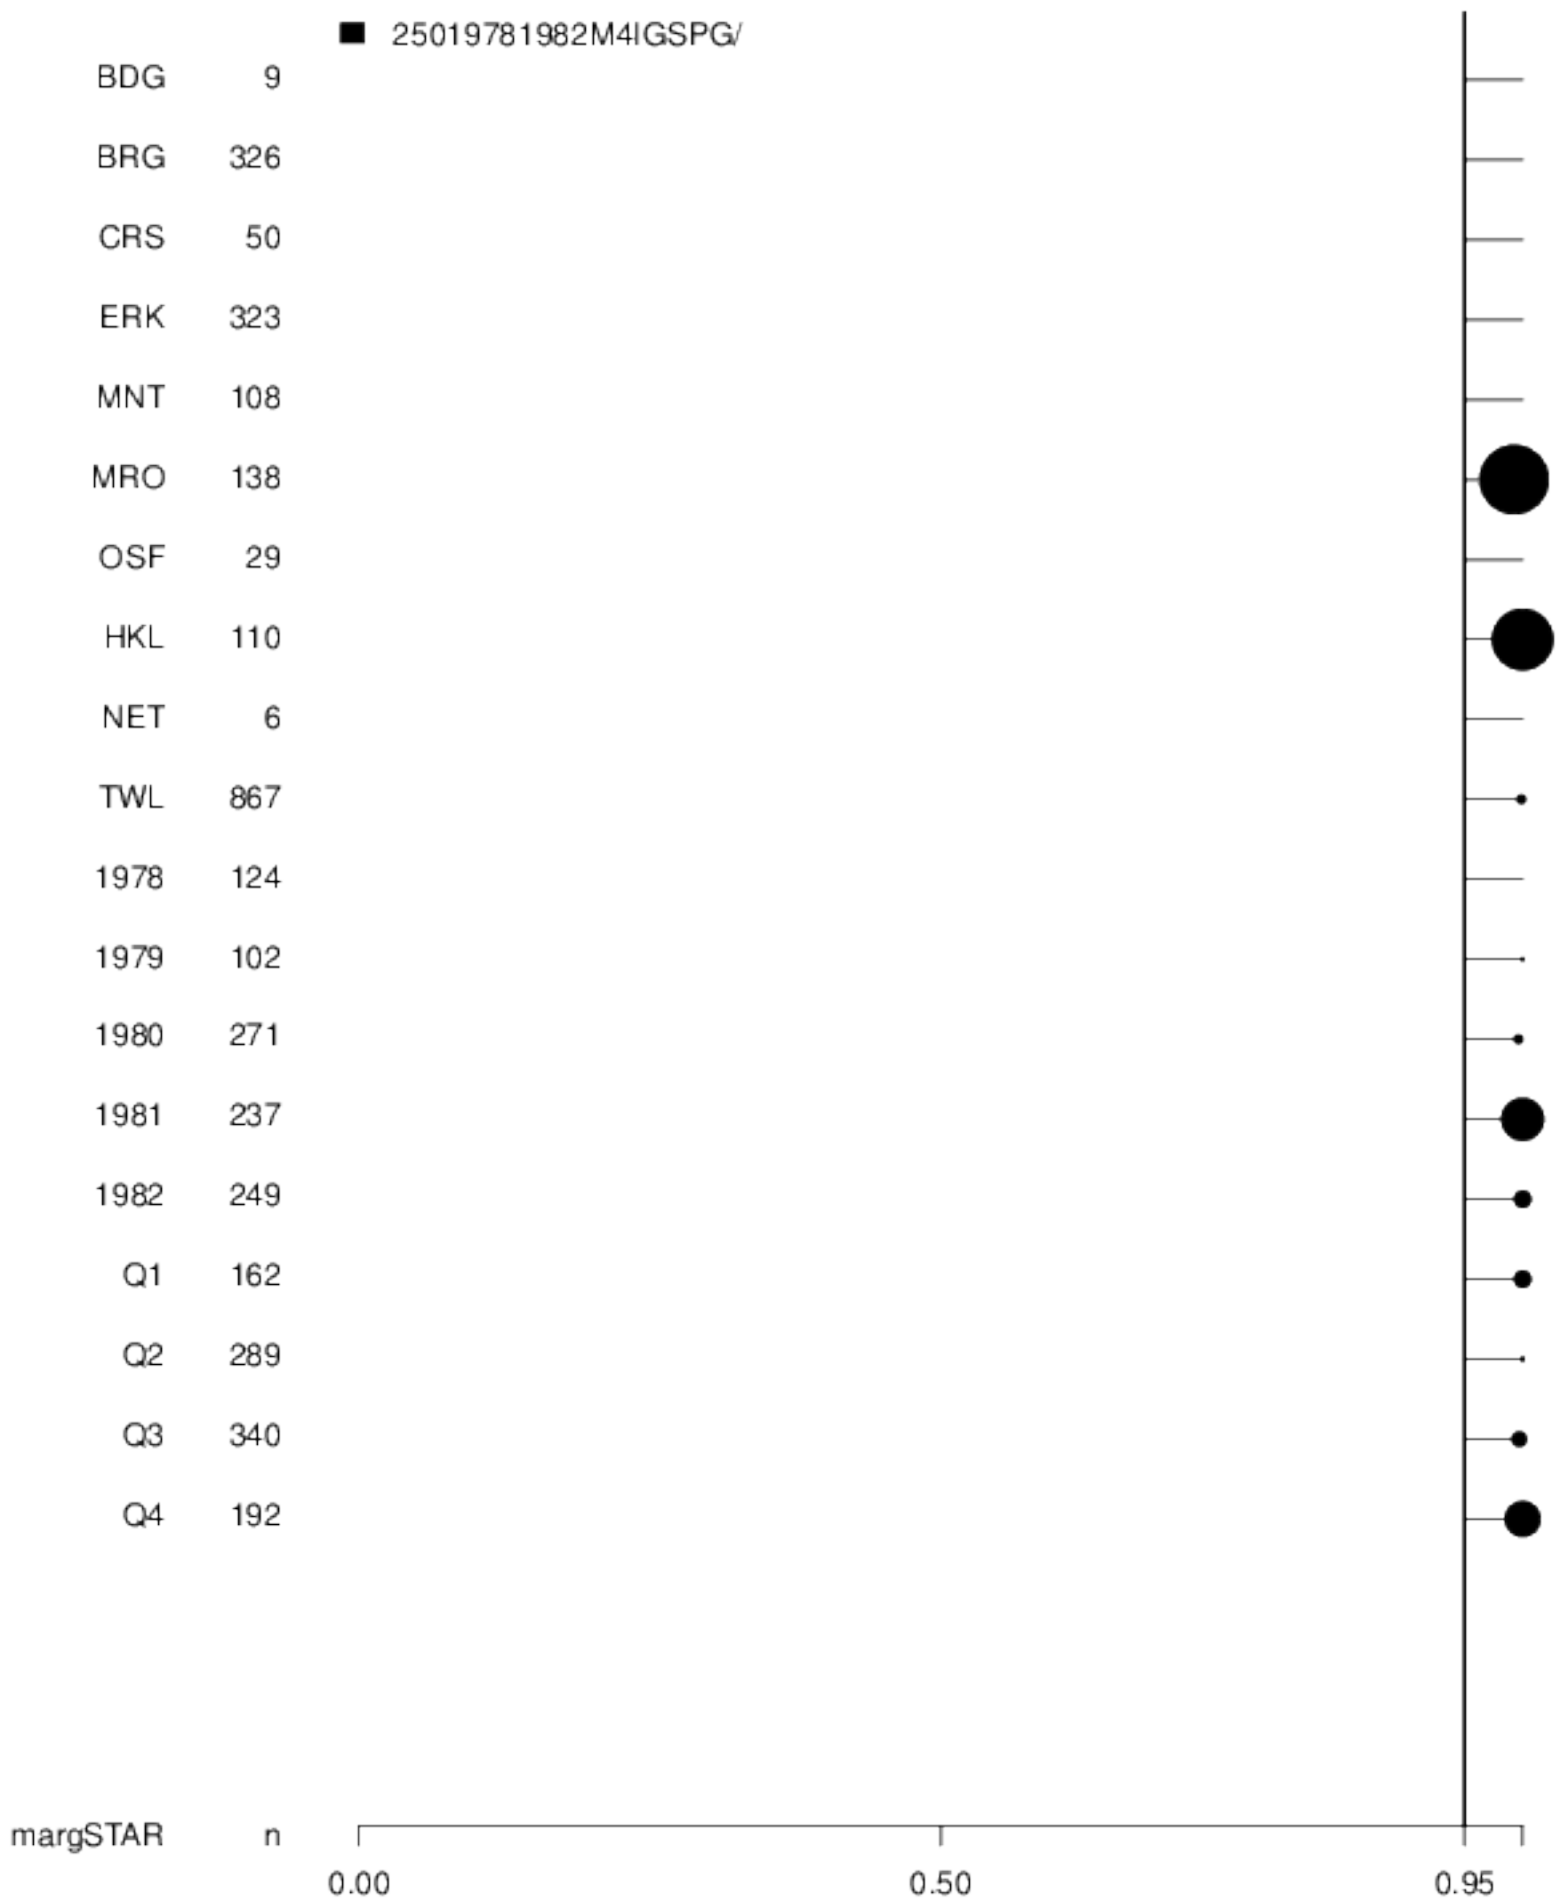 25019781982M4IGSPG/
BDG 9
BRG 326
CRS 50
ERK 323
MNT 108
MRO 138
OSF 29
HKL 110
NET 6
TWL 867
1978 124
1979 102
1980 271
1981 237
1982 249
Q1 162
Q2 289
Q3 340
Q4 192
margSTAR n
0.00 0.50 0.95